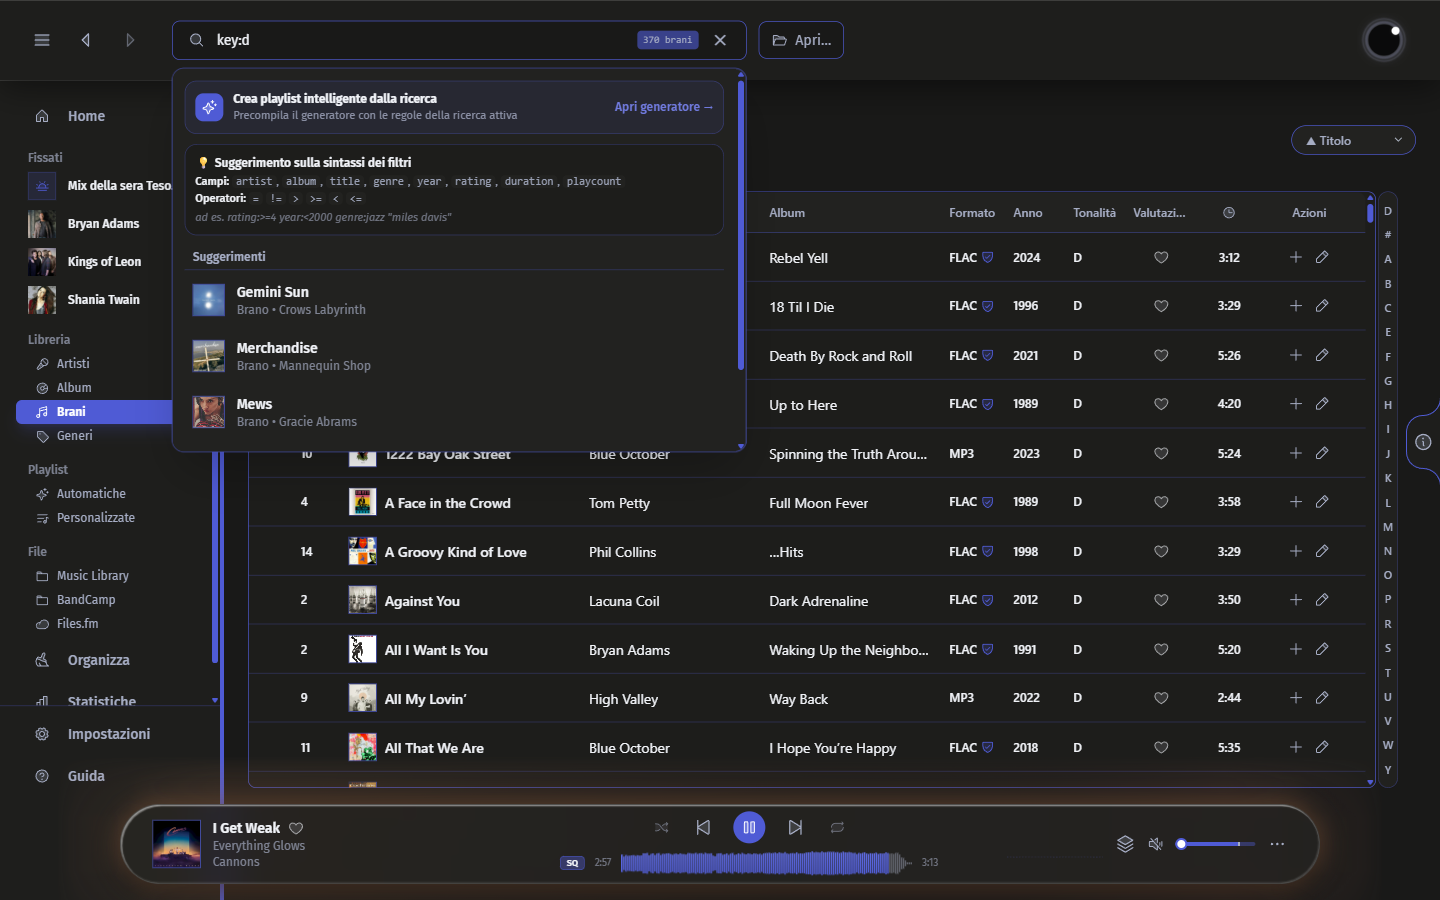 key:d
370 brani
Apri...
Crea playlist intelligente dalla ricerca
Precompila il generatore con le regole della ricerca attiva
Apri generatore →
💡 Suggerimento sulla sintassi dei filtri
Campi: artist, album, title, genre, year, rating, duration, playcount
Operatori: = != > >= < <=
ad es. rating:>=4 year:<2000 genre:jazz "miles davis"
Suggerimenti
Gemini Sun
Brano • Crows Labyrinth
Merchandise
Brano • Mannequin Shop
Mews
Brano • Gracie Abrams
Home
Fissati
Mix della sera Teso
Bryan Adams
Kings of Leon
Shania Twain
Libreria
Artisti
Album
Brani
Generi
Playlist
Automatiche
Personalizzate
File
Music Library
BandCamp
Files.fm
Organizza
Statistiche
Impostazioni
Guida
▲ Titolo
Album Formato Anno Tonalità Valutazi... Azioni
Rebel Yell FLAC 2024 D 3:12
18 Til I Die FLAC 1996 D 3:29
Death By Rock and Roll FLAC 2021 D 5:26
Up to Here FLAC 1989 D 4:20
10 1222 Bay Oak Street Blue October Spinning the Truth Arou... MP3 2023 D 5:24
4 A Face in the Crowd Tom Petty Full Moon Fever FLAC 1989 D 3:58
14 A Groovy Kind of Love Phil Collins ...Hits FLAC 1998 D 3:29
2 Against You Lacuna Coil Dark Adrenaline FLAC 2012 D 3:50
2 All I Want Is You Bryan Adams Waking Up the Neighbo... FLAC 1991 D 5:20
9 All My Lovin' High Valley Way Back MP3 2022 D 2:44
11 All That We Are Blue October I Hope You're Happy FLAC 2018 D 5:35
D
#
A
B
C
E
F
G
H
I
J
K
L
M
N
O
P
R
S
T
U
V
W
Y
I Get Weak
Everything Glows
Cannons
SQ 2:57 3:13